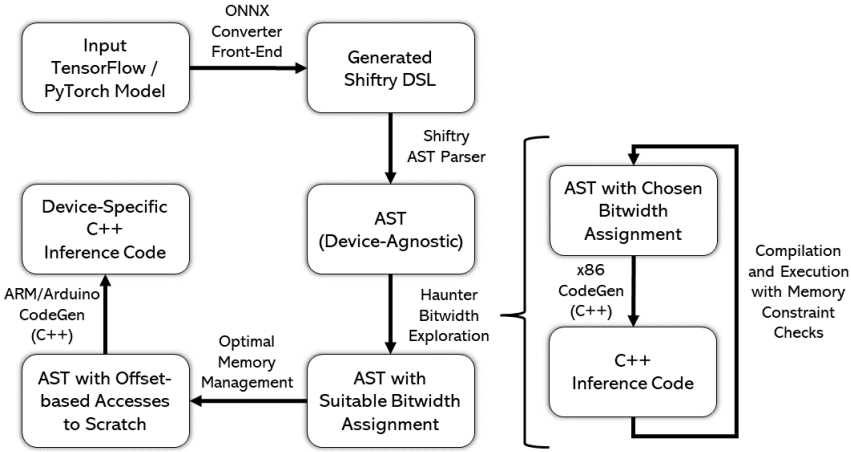 Input
TensorFlow /
PyTorch Model
ONNX
Converter
Front-End
Generated
Shiftry DSL
Shiftry
AST Parser
AST
(Device-Agnostic)
Haunter
Bitwidth
Exploration
AST with
Suitable Bitwidth
Assignment
Optimal
Memory
Management
AST with Offset-
based Accesses
to Scratch
ARM/Arduino
CodeGen
(C++)
Device-Specific
C++
Inference Code
AST with Chosen
Bitwidth
Assignment
x86
CodeGen
(C++)
C++
Inference Code
Compilation
and Execution
with Memory
Constraint
Checks